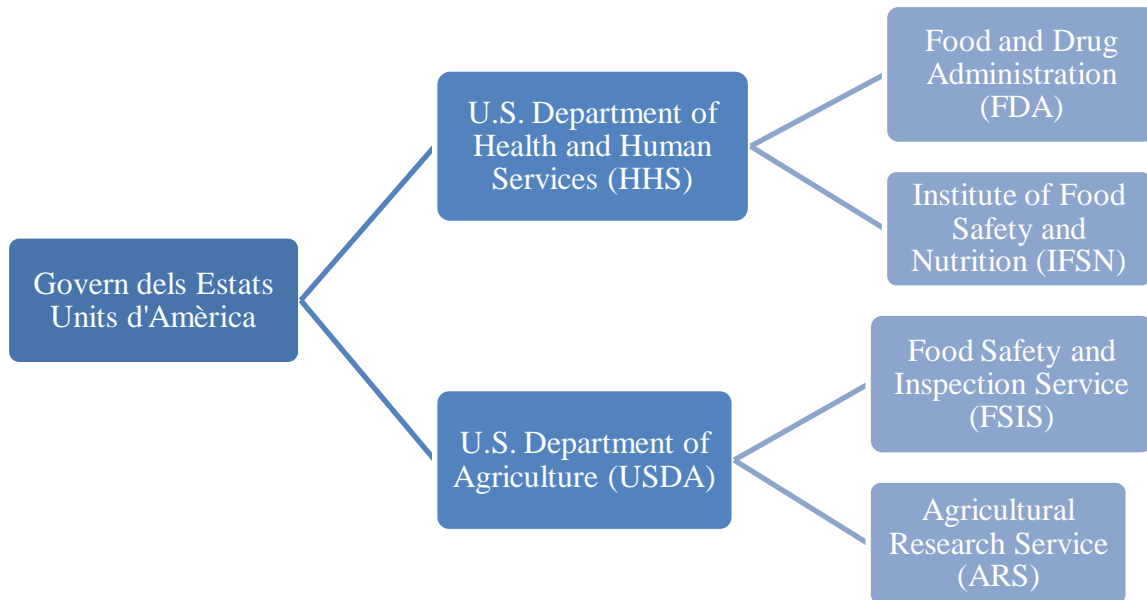 Govern dels Estats
Units d'Amèrica
U.S. Department of
Health and Human
Services (HHS)
Food and Drug
Administration
(FDA)
Institute of Food
Safety and
Nutrition (IFSN)
U.S. Department of
Agriculture (USDA)
Food Safety and
Inspection Service
(FSIS)
Agricultural
Research Service
(ARS)